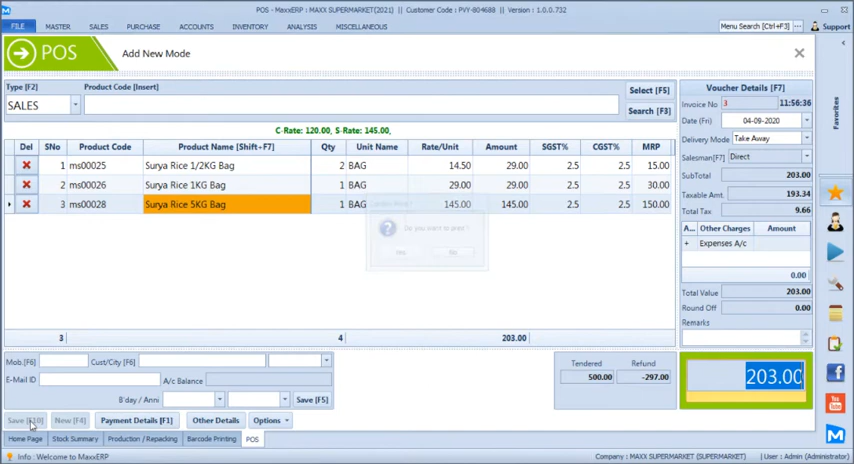 POS - MaxxERP - MAXX SUPERMARKET(2021) | Customer Code : PVY-804688 | Version : 1.0.0.732
FILE MASTER SALES PURCHASE ACCOUNTS INVENTORY ANALYSIS MISCELLANEOUS Menu Search [Ctrl+F3] ... Support
POS Add New Mode
Type [F2] Product Code [Insert] Select [F5]
SALES Search [F3]
C-Rate: 120.00, S-Rate: 145.00,
Del SNo Product Code Product Name [Shift+F7] Qty Unit Name Rate/Unit Amount SGST% CGST% MRP
1 ms00025 Surya Rice 1/2KG Bag 2 BAG 14.50 29.00 2.5 2.5 15.00
2 ms00026 Surya Rice 1KG Bag 1 BAG 29.00 29.00 2.5 2.5 30.00
3 ms00028 Surya Rice 5KG Bag 1 BAG 145.00 145.00 2.5 2.5 150.00
Do you want to print ?
Yes No
3 4 203.00
Voucher Details [F7]
Invoice No 3 11:56:36
Date (Fri) 04-09-2020
Delivery Mode Take Away
Salesman[F7] Direct
SubTotal 203.00
Taxable Amt. 193.34
Total Tax 9.66
A... Other Charges Amount
+ Expenses A/c
0.00
Total Value 203.00
Round Off 0.00
Remarks
Favorites
Mob.[F6] Cust/City [F6]
E-Mail ID A/c Balance
B'day / Anni Save [F5]
Tendered Refund
500.00 -297.00
203.00
Save [F10] New [F4] Payment Details [F1] Other Details Options
Home Page Stock Summary Production / Repacking Barcode Printing POS
Info : Welcome to MaxxERP Company : MAXX SUPERMARKET (SUPERMARKET) User : Admin (Administrator)
You Tube